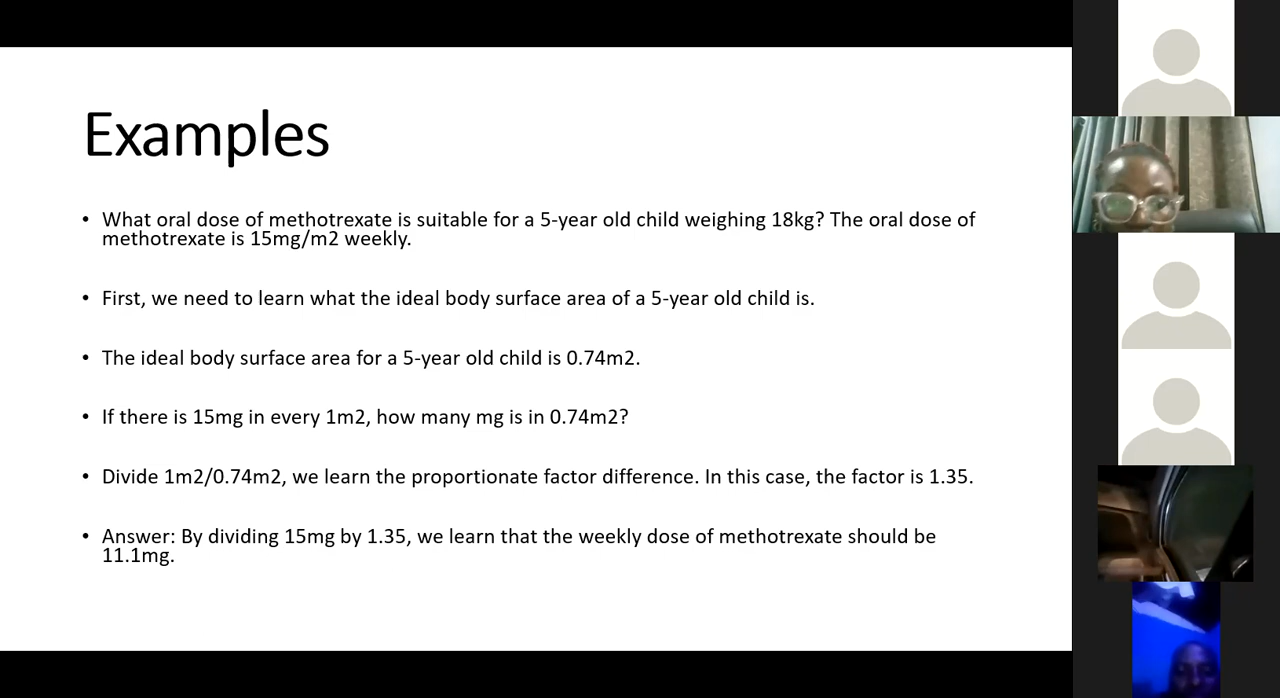 Examples
• What oral dose of methotrexate is suitable for a 5-year old child weighing 18kg? The oral dose of
methotrexate is 15mg/m2 weekly.
• First, we need to learn what the ideal body surface area of a 5-year old child is.
• The ideal body surface area for a 5-year old child is 0.74m2.
• If there is 15mg in every 1m2, how many mg is in 0.74m2?
• Divide 1m2/0.74m2, we learn the proportionate factor difference. In this case, the factor is 1.35.
• Answer: By dividing 15mg by 1.35, we learn that the weekly dose of methotrexate should be
11.1mg.